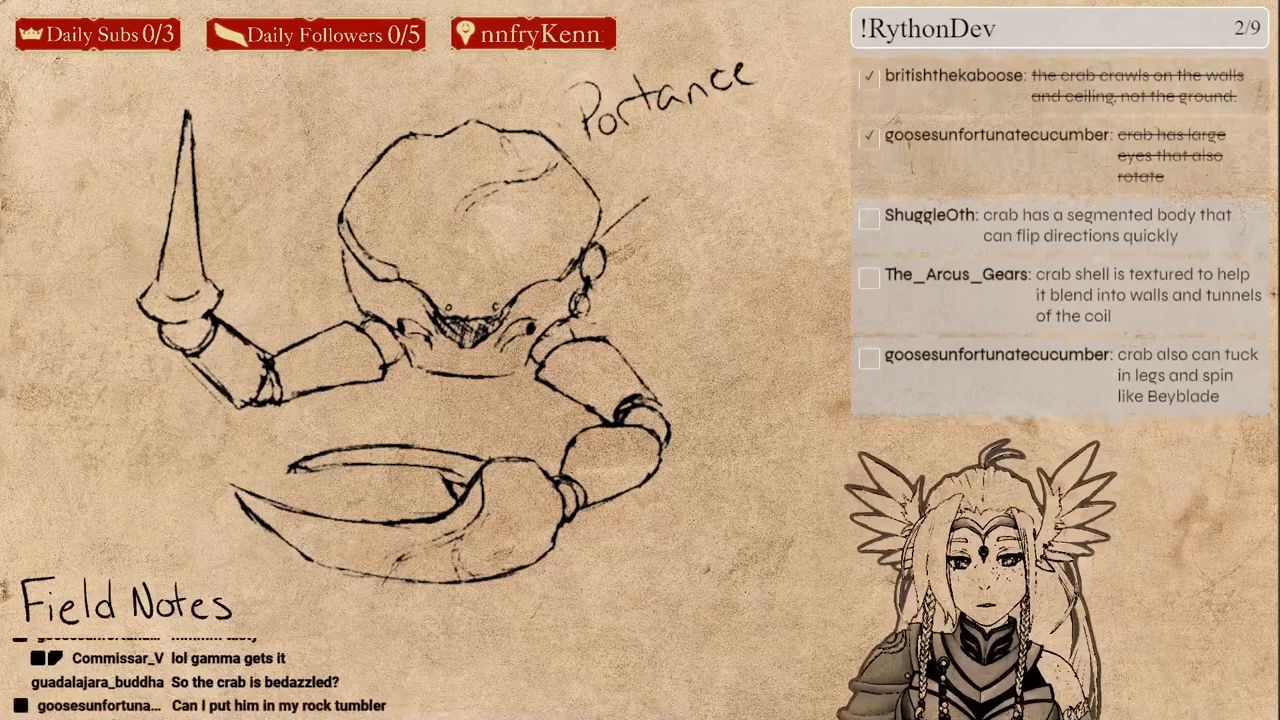 Daily Subs 0/3
Daily Followers 0/5
nnfryKenn
!RythonDev
2/9
britishthekaboose: the crab crawls on the walls
and ceiling, not the ground.
goosesunfortunatecucumber: crab has large
eyes that also
rotate
ShuggleOth: crab has a segmented body that
can flip directions quickly
The_Arcus_Gears: crab shell is textured to help
it blend into walls and tunnels
of the coil
goosesunfortunatecucumber: crab also can tuck
in legs and spin
like Beyblade
Portance
Field Notes
Commissar_V lol gamma gets it
guadalajara_buddha So the crab is bedazzled?
goosesunfortuna... Can I put him in my rock tumbler